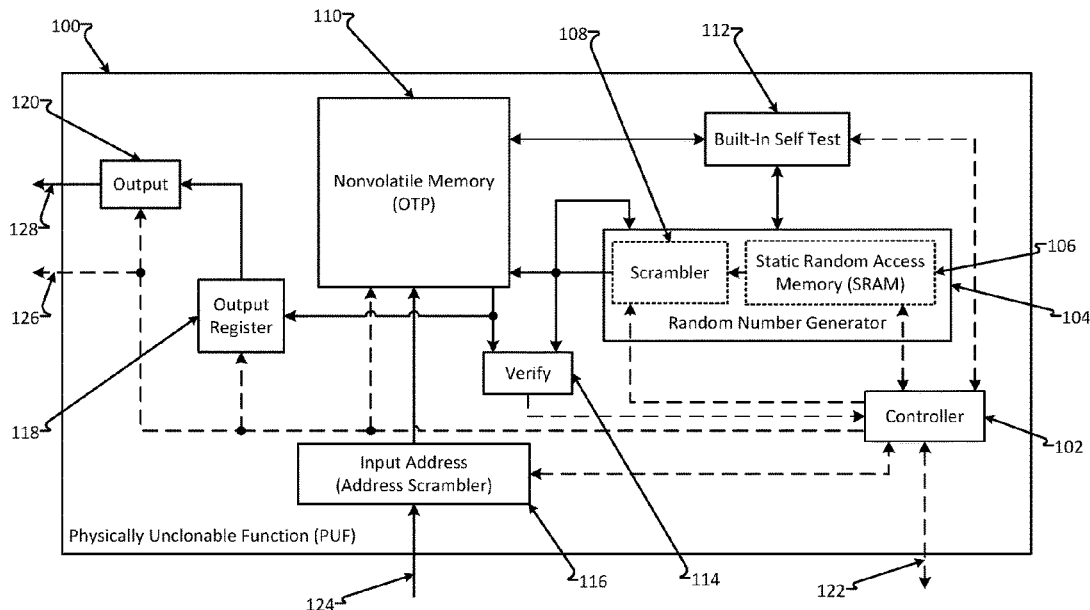 100
110
108
112
120
Output
Nonvolatile Memory
(OTP)
Built-In Self Test
128
126
Scrambler
Static Random Access
Memory (SRAM)
106
104
Random Number Generator
Output
Register
Verify
118
Controller
102
Input Address
(Address Scrambler)
Physically Unclonable Function (PUF)
124
116
114
122